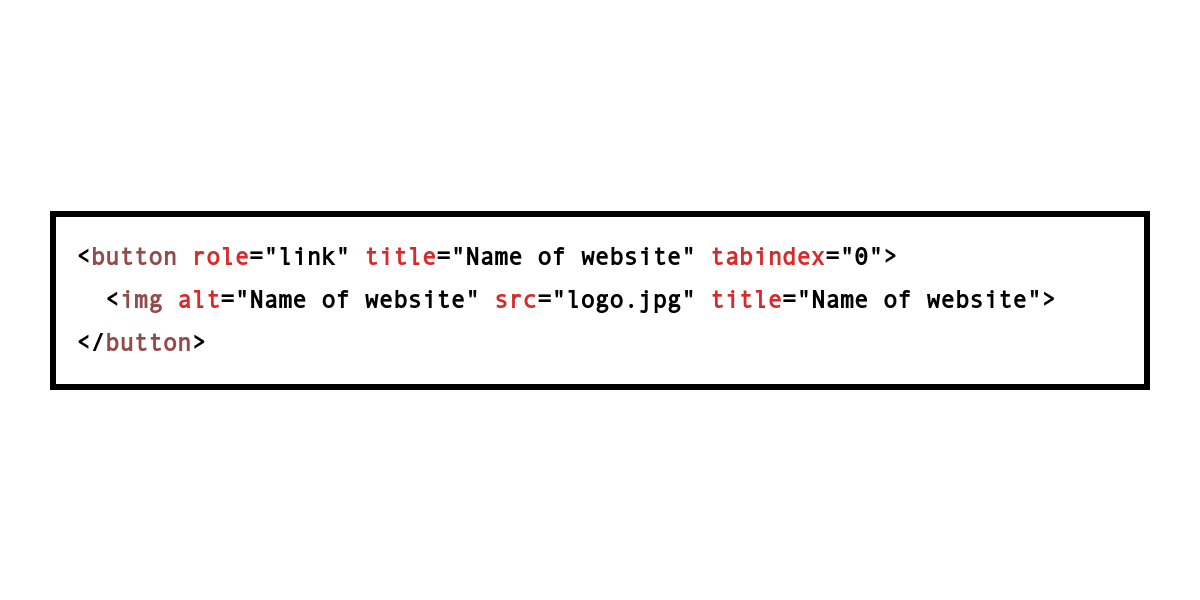 <button role="link" title="Name of website" tabindex="0">
  <img alt="Name of website" src="logo.jpg" title="Name of website">
</button>